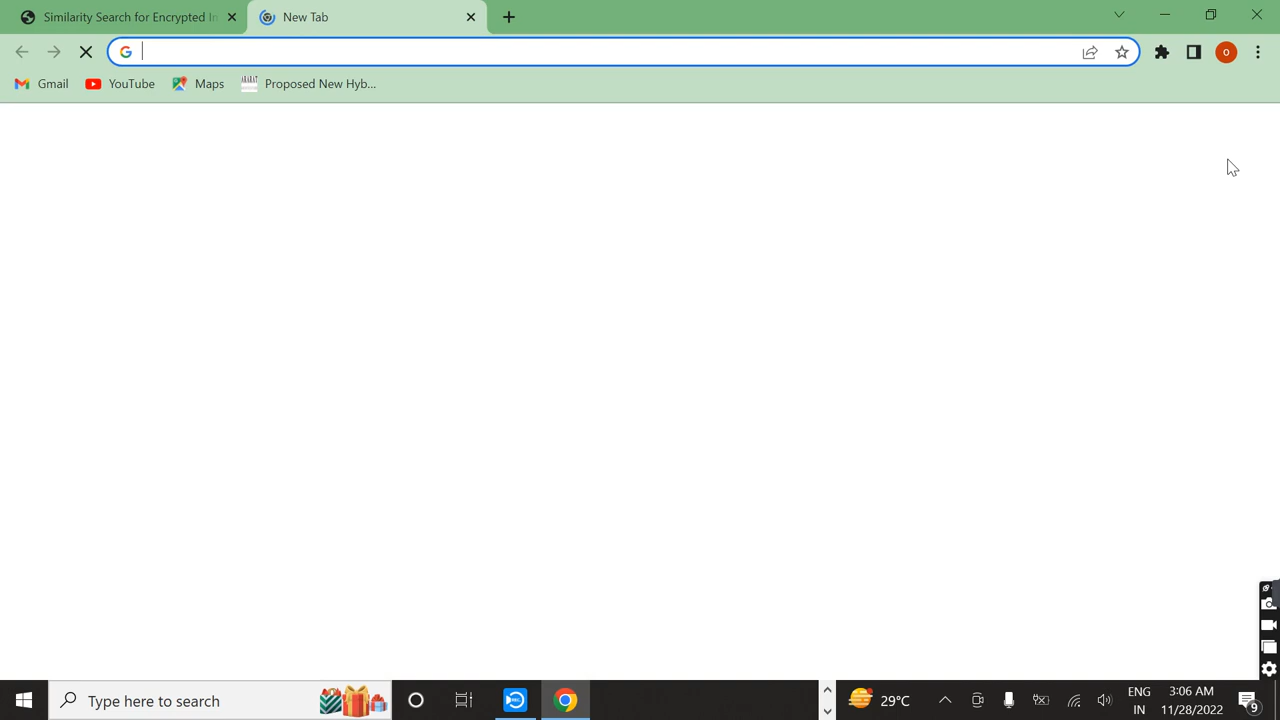 Similarity Search for Encrypted In
New Tab
Gmail
YouTube
Maps
Proposed New Hyb...
Type here to search
29°C
ENG
IN
3:06 AM
11/28/2022
9